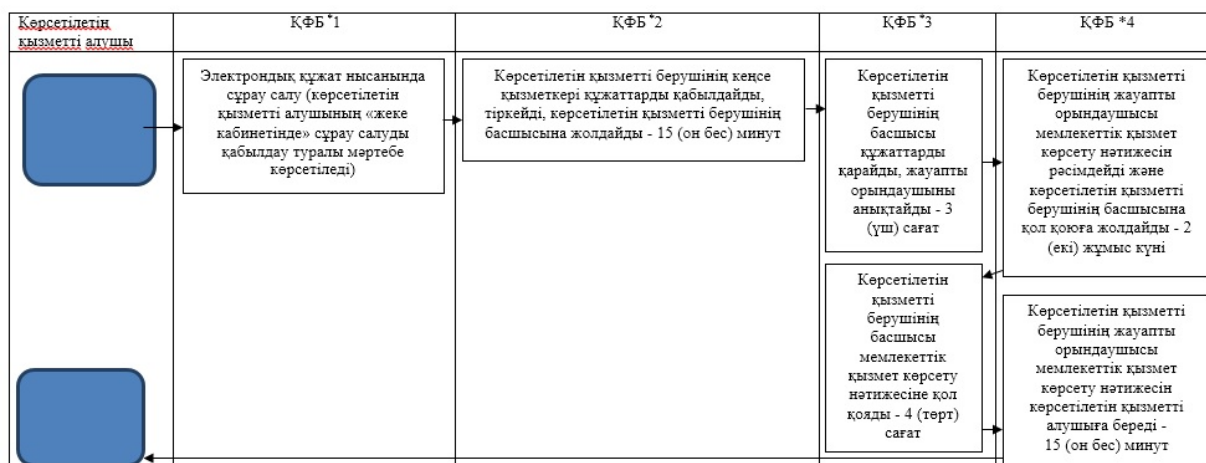 Көрсетілетін
қызметті алушы
ҚФБ *1
ҚФБ *2
ҚФБ *3
ҚФБ *4
Электрондық құжат нысанында
сұрау салу (көрсетілетін
қызметті алушының «жеке
кабинетінде» сұрау салуды
қабылдау туралы мәртебе
көрсетіледі)
Көрсетілетін қызметті берушінің кеңсе
қызметкері құжаттарды қабылдайды,
тіркейді, көрсетілетін қызметті берушінің
басшысына жолдайды - 15 (он бес) минут
Көрсетілетін
қызметті
берушінің
басшысы
құжаттарды
қарайды, жауапты
орындаушыны
анықтайды - 3
(үш) сағат
Көрсетілетін қызметті
берушінің жауапты
орындаушысы
мемлекеттік қызмет
көрсету нәтижесін
рәсімдейді және
көрсетілетін қызметті
берушінің басшысына
қол қоюға жолдайды - 2
(екі) жұмыс күні
Көрсетілетін
қызметті
берушінің
басшысы
мемлекеттік
қызмет көрсету
нәтижесіне қол
қояды - 4 (төрт)
сағат
Көрсетілетін қызметті
берушінің жауапты
орындаушысы
мемлекеттік қызмет
көрсету нәтижесін
көрсетілетін қызметті
алушыға береді -
15 (он бес) минут